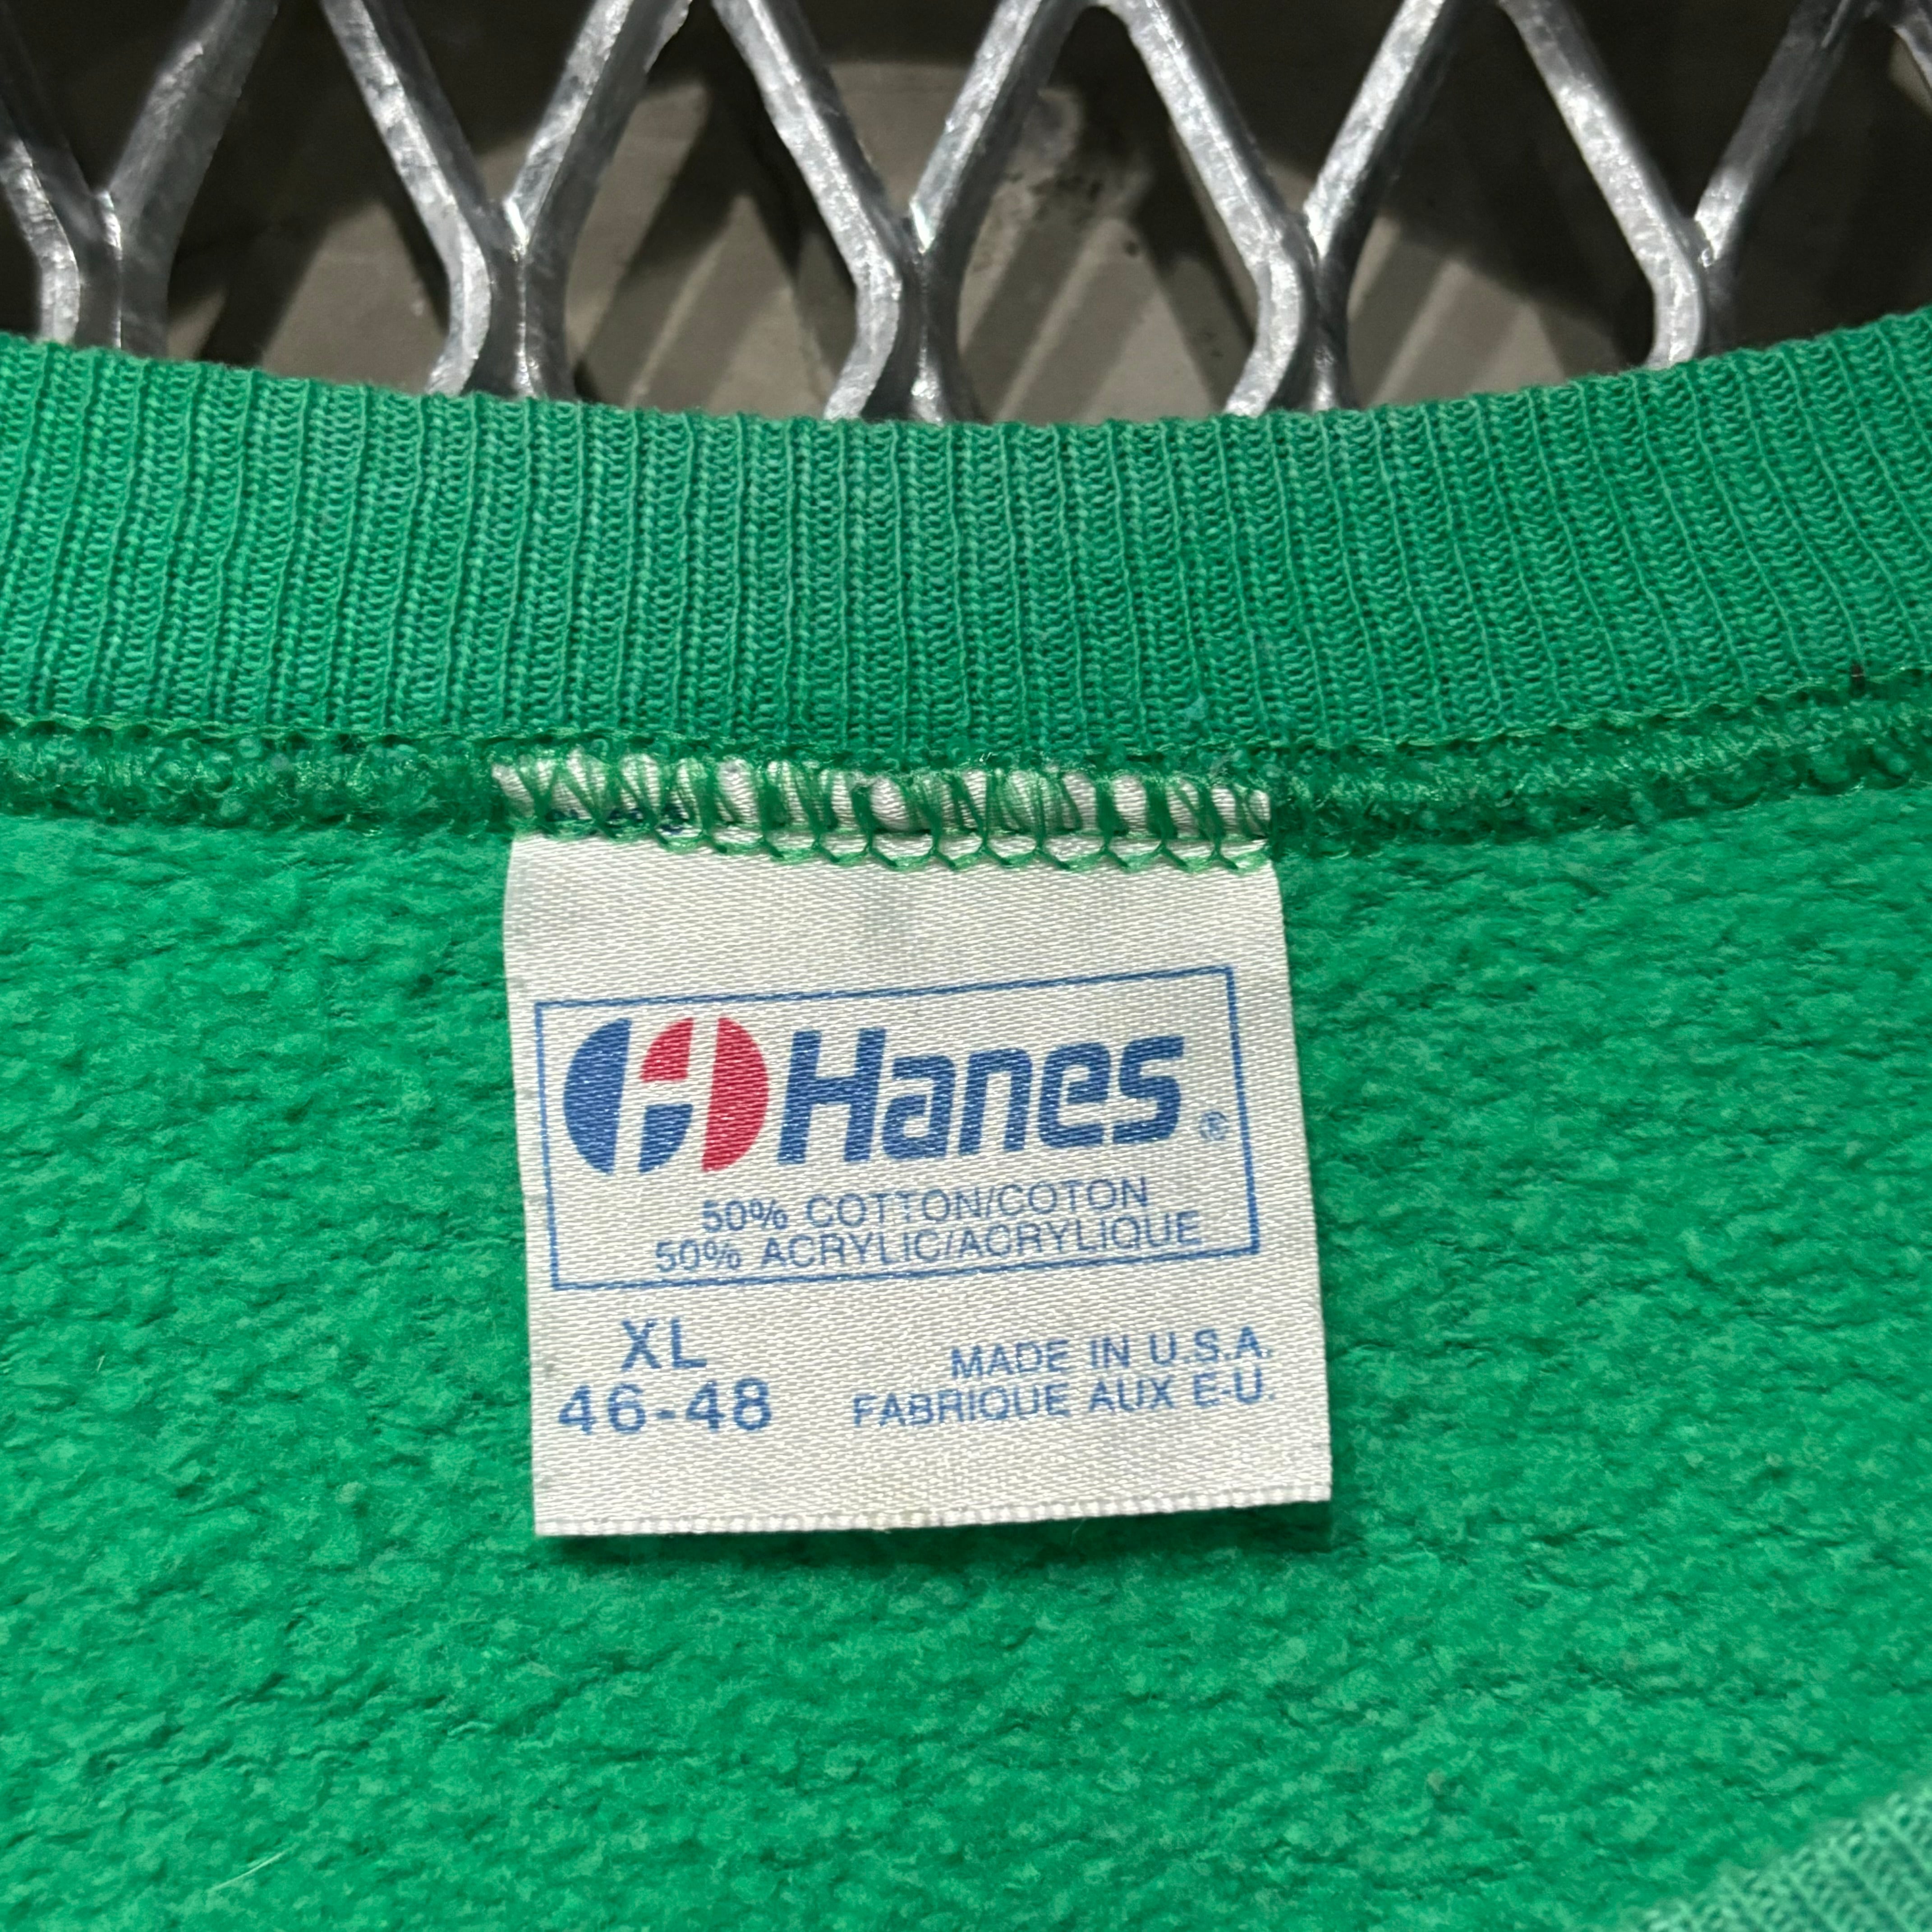 Hanes®
50% COTTON/COTON
50% ACRYLIC/ACRYLIQUE
XL
46-48
MADE IN U.S.A.
FABRIQUE AUX E-U.